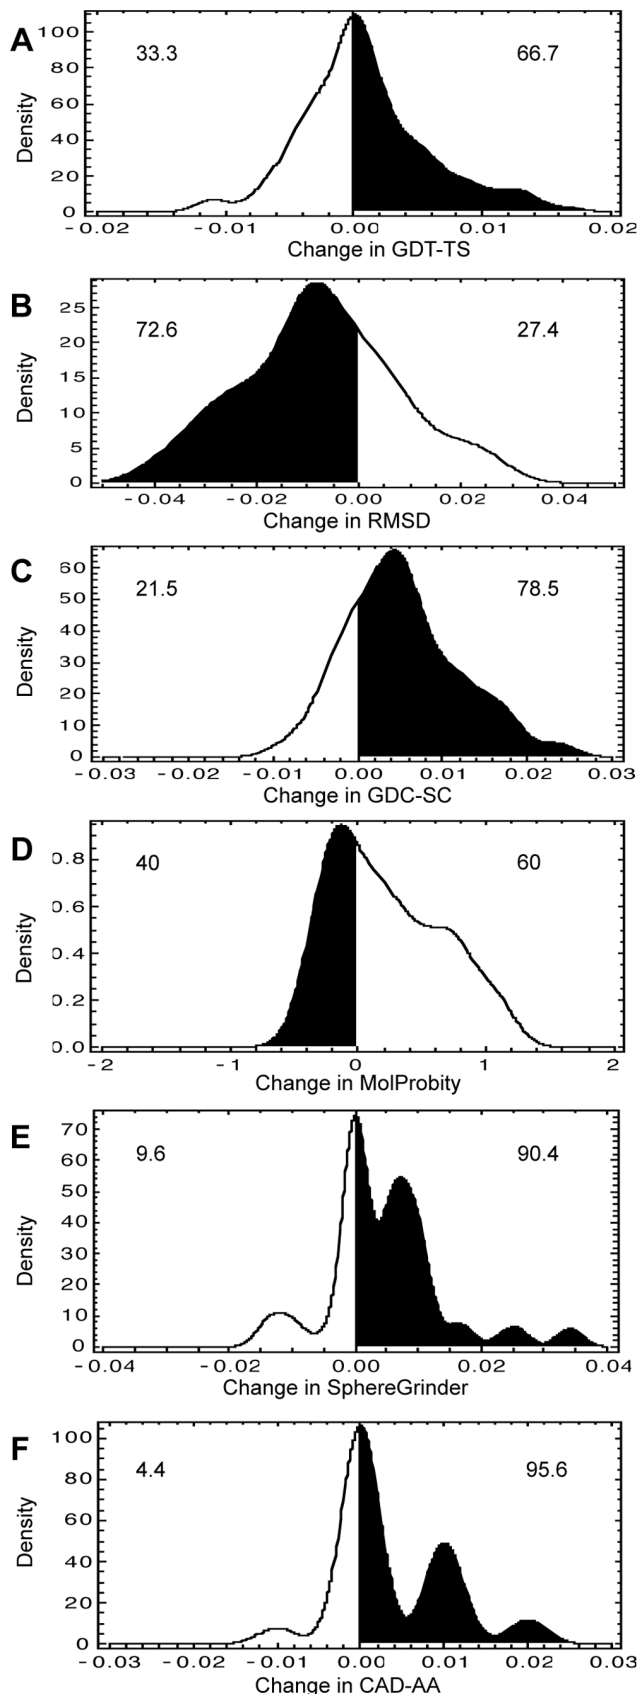 A
33.3 66.7
Density
100
80
60
40
20
0
-0.02 -0.01 0.00 0.01 0.02
Change in GDT-TS
B
72.6 27.4
Density
25
20
15
10
5
0
-0.04 -0.02 0.00 0.02 0.04
Change in RMSD
C
21.5 78.5
Density
60
50
40
30
20
10
0
-0.03 -0.02 -0.01 0.00 0.01 0.02 0.03
Change in GDC-SC
D
40 60
Density
0.8
0.6
0.4
0.2
0.0
-2 -1 0 1 2
Change in MolProbity
E
9.6 90.4
Density
70
60
50
40
30
20
10
0
-0.04 -0.02 0.00 0.02 0.04
Change in SphereGrinder
F
4.4 95.6
Density
100
80
60
40
20
0
-0.03 -0.02 -0.01 0.00 0.01 0.02 0.03
Change in CAD-AA